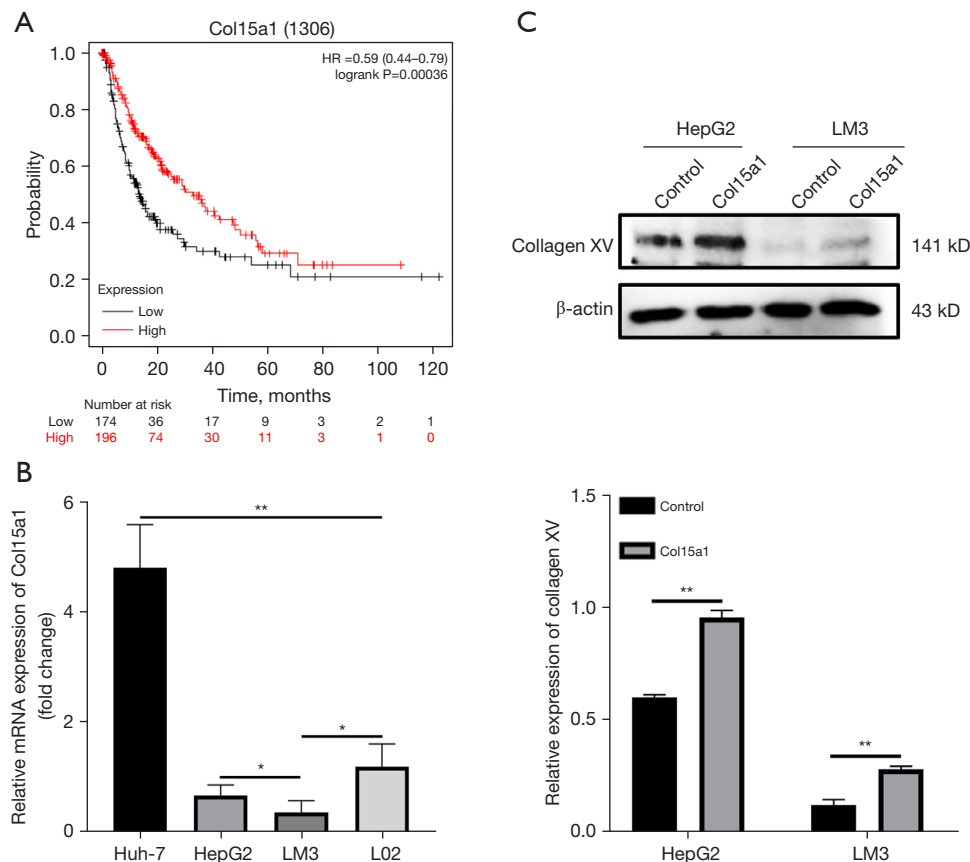 A
Col15a1 (1306)
HR =0.59 (0.44–0.79)
logrank P=0.00036
Probability
1.0
0.8
0.6
0.4
0.2
0.0
Expression
Low
High
0 20 40 60 80 100 120
Time, months
Number at risk
Low 174 36 17 9 3 2 1
High 196 74 30 11 3 1 0
C
HepG2 LM3
Control Col15a1 Control Col15a1
Collagen XV 141 kD
β-actin 43 kD
B
Relative mRNA expression of Col15a1
(fold change)
6
4
2
0
**
*
*
Huh-7 HepG2 LM3 L02
Relative expression of collagen XV
1.5
1.0
0.5
0.0
Control
Col15a1
**
**
HepG2 LM3